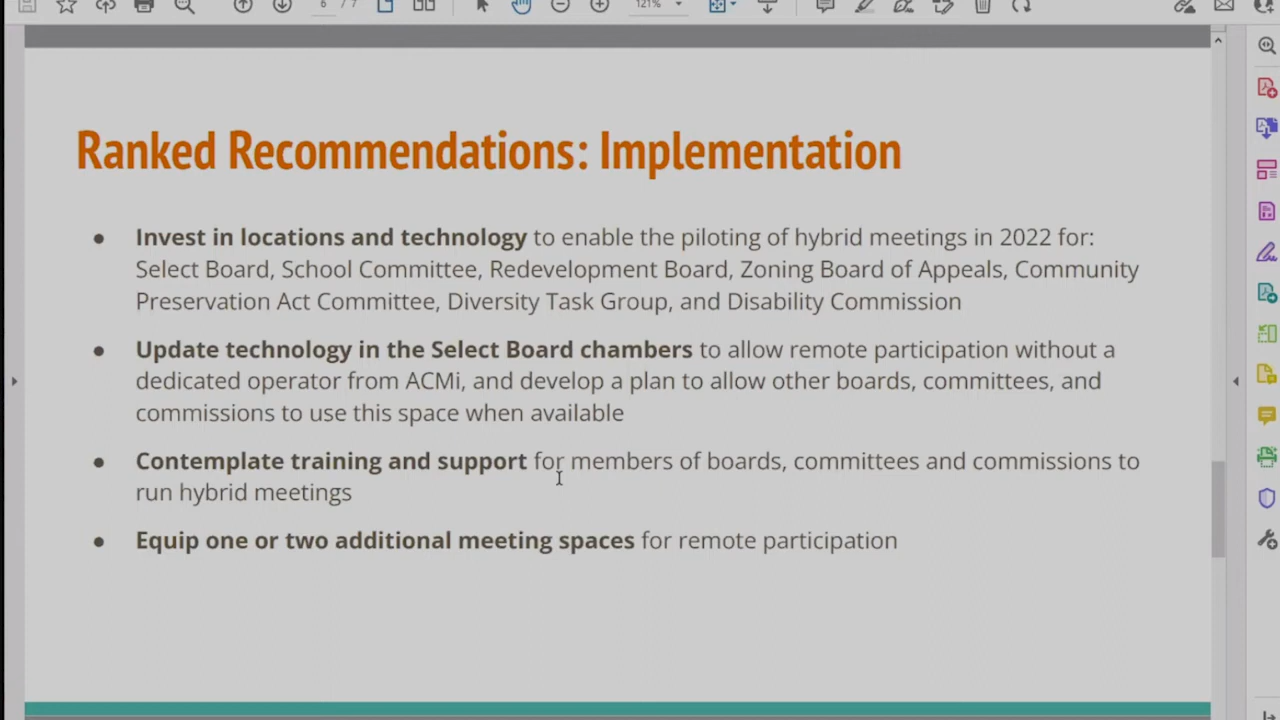 6 / 7
121%
Ranked Recommendations: Implementation
● Invest in locations and technology to enable the piloting of hybrid meetings in 2022 for:
Select Board, School Committee, Redevelopment Board, Zoning Board of Appeals, Community
Preservation Act Committee, Diversity Task Group, and Disability Commission
● Update technology in the Select Board chambers to allow remote participation without a
dedicated operator from ACMi, and develop a plan to allow other boards, committees, and
commissions to use this space when available
● Contemplate training and support for members of boards, committees and commissions to
run hybrid meetings
● Equip one or two additional meeting spaces for remote participation